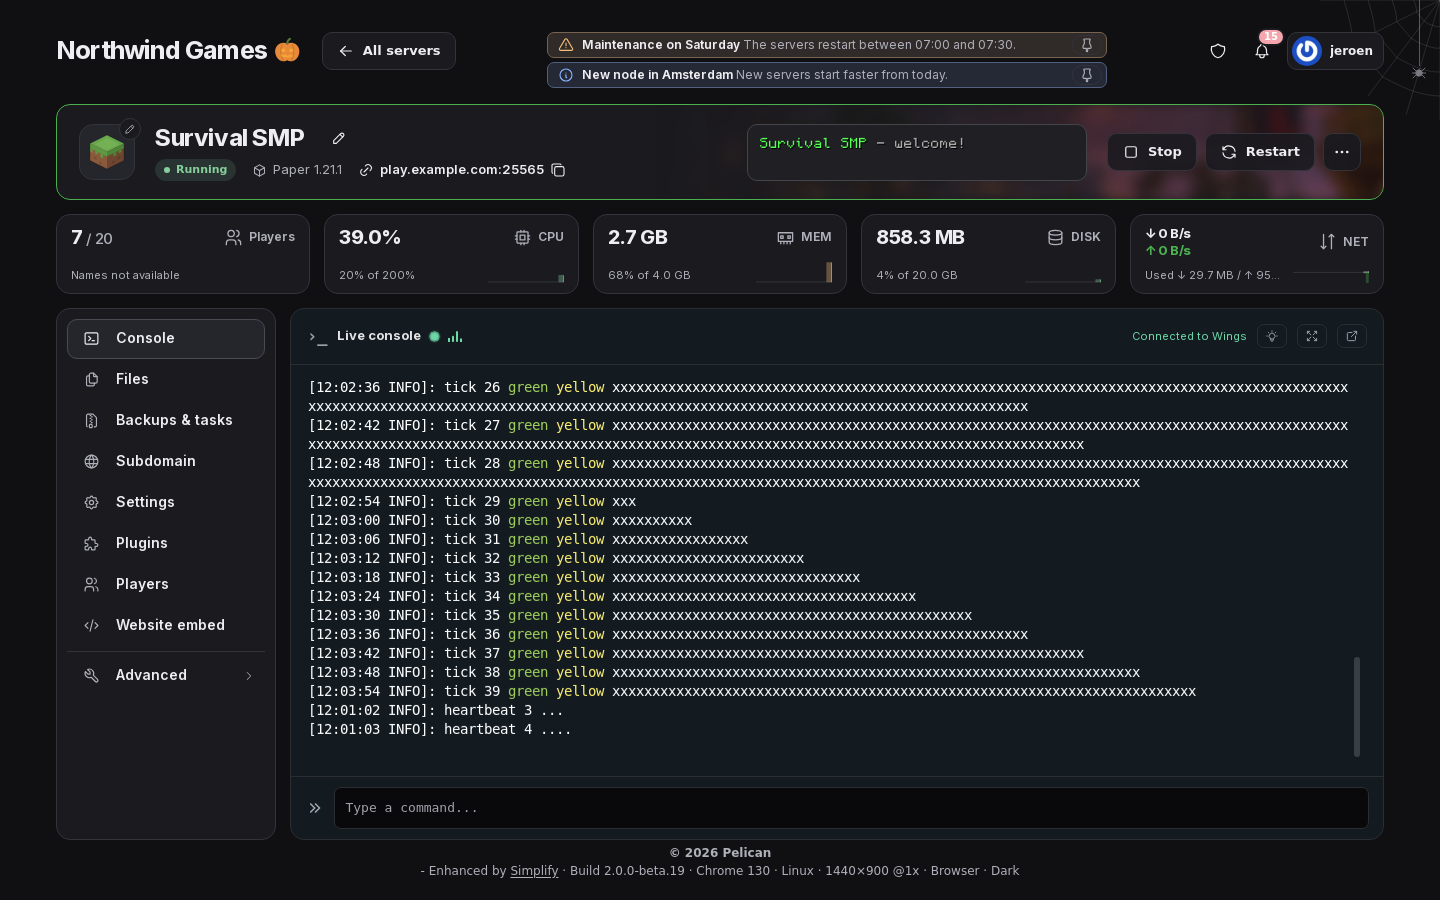 Northwind Games 🎃
All servers
Maintenance on Saturday The servers restart between 07:00 and 07:30.
New node in Amsterdam New servers start faster from today.
15
jeroen
Survival SMP
Running
Paper 1.21.1
play.example.com:25565
Survival SMP - welcome!
Stop
Restart
7 / 20
Players
Names not available
39.0%
CPU
20% of 200%
2.7 GB
MEM
68% of 4.0 GB
858.3 MB
DISK
4% of 20.0 GB
↓ 0 B/s
↑ 0 B/s
NET
Used ↓ 29.7 MB / ↑ 95...
Console
Files
Backups & tasks
Subdomain
Settings
Plugins
Players
Website embed
Advanced
Live console
Connected to Wings
[12:02:36 INFO]: tick 26 green yellow xxxxxxxxxxxxxxxxxxxxxxxxxxxxxxxxxxxxxxxxxxxxxxxxxxxxxxxxxxxxxxxxxxxxxxxxxxxxxxxxxxxxxxxxxxxx
xxxxxxxxxxxxxxxxxxxxxxxxxxxxxxxxxxxxxxxxxxxxxxxxxxxxxxxxxxxxxxxxxxxxxxxxxxxxxxxxxxxxxxxxxx
[12:02:42 INFO]: tick 27 green yellow xxxxxxxxxxxxxxxxxxxxxxxxxxxxxxxxxxxxxxxxxxxxxxxxxxxxxxxxxxxxxxxxxxxxxxxxxxxxxxxxxxxxxxxxxxxx
xxxxxxxxxxxxxxxxxxxxxxxxxxxxxxxxxxxxxxxxxxxxxxxxxxxxxxxxxxxxxxxxxxxxxxxxxxxxxxxxxxxxxxxxxxxxxxxxx
[12:02:48 INFO]: tick 28 green yellow xxxxxxxxxxxxxxxxxxxxxxxxxxxxxxxxxxxxxxxxxxxxxxxxxxxxxxxxxxxxxxxxxxxxxxxxxxxxxxxxxxxxxxxxxxxx
xxxxxxxxxxxxxxxxxxxxxxxxxxxxxxxxxxxxxxxxxxxxxxxxxxxxxxxxxxxxxxxxxxxxxxxxxxxxxxxxxxxxxxxxxxxxxxxxxxxxxxxx
[12:02:54 INFO]: tick 29 green yellow xxx
[12:03:00 INFO]: tick 30 green yellow xxxxxxxxxx
[12:03:06 INFO]: tick 31 green yellow xxxxxxxxxxxxxxxxx
[12:03:12 INFO]: tick 32 green yellow xxxxxxxxxxxxxxxxxxxxxxxx
[12:03:18 INFO]: tick 33 green yellow xxxxxxxxxxxxxxxxxxxxxxxxxxxxxxx
[12:03:24 INFO]: tick 34 green yellow xxxxxxxxxxxxxxxxxxxxxxxxxxxxxxxxxxxxxx
[12:03:30 INFO]: tick 35 green yellow xxxxxxxxxxxxxxxxxxxxxxxxxxxxxxxxxxxxxxxxxxxxx
[12:03:36 INFO]: tick 36 green yellow xxxxxxxxxxxxxxxxxxxxxxxxxxxxxxxxxxxxxxxxxxxxxxxxxxxx
[12:03:42 INFO]: tick 37 green yellow xxxxxxxxxxxxxxxxxxxxxxxxxxxxxxxxxxxxxxxxxxxxxxxxxxxxxxxxxxx
[12:03:48 INFO]: tick 38 green yellow xxxxxxxxxxxxxxxxxxxxxxxxxxxxxxxxxxxxxxxxxxxxxxxxxxxxxxxxxxxxxxxxxx
[12:03:54 INFO]: tick 39 green yellow xxxxxxxxxxxxxxxxxxxxxxxxxxxxxxxxxxxxxxxxxxxxxxxxxxxxxxxxxxxxxxxxxxxxxxxxx
[12:01:02 INFO]: heartbeat 3 ...
[12:01:03 INFO]: heartbeat 4 ....
Type a command...
© 2026 Pelican
- Enhanced by Simplify · Build 2.0.0-beta.19 · Chrome 130 · Linux · 1440×900 @1x · Browser · Dark